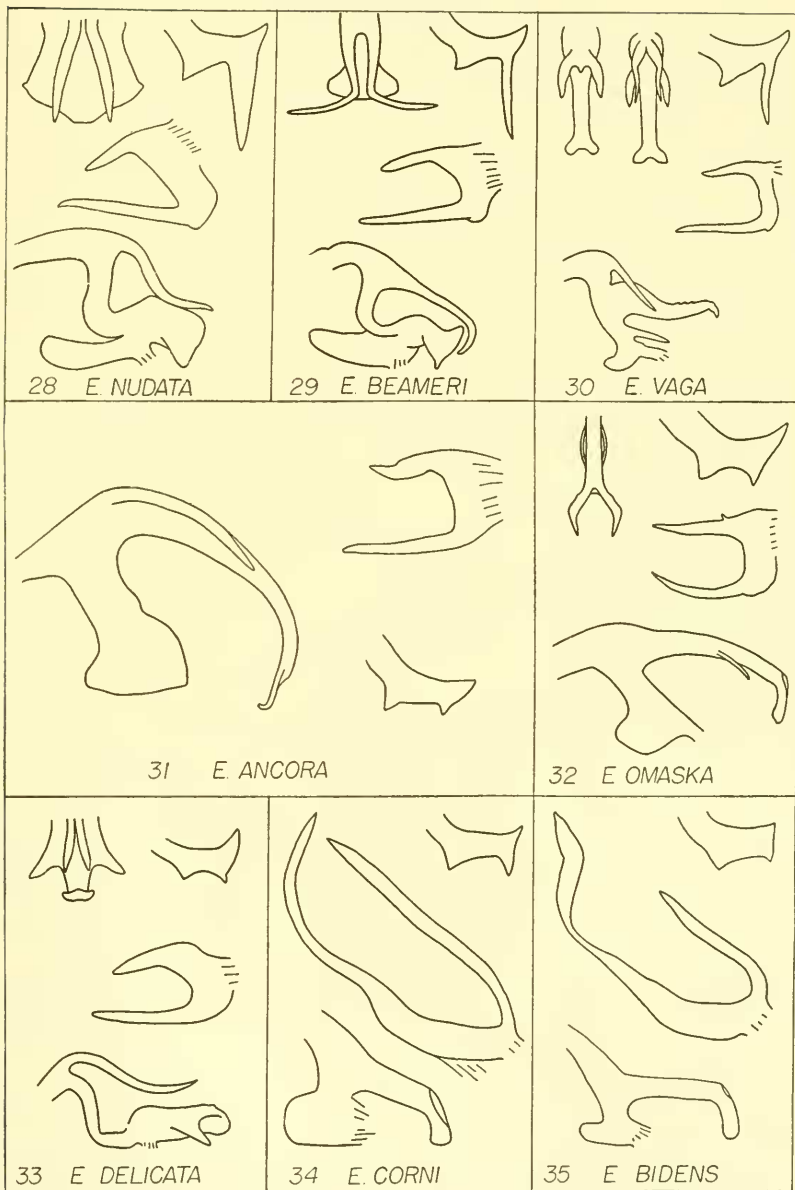 28 E. NUDATA
29 E. BEAMERI
30 E. VAGA
31 E. ANCORA
32 E OMASKA
33 E DELICATA
34 E. CORNI
35 E BIDENS